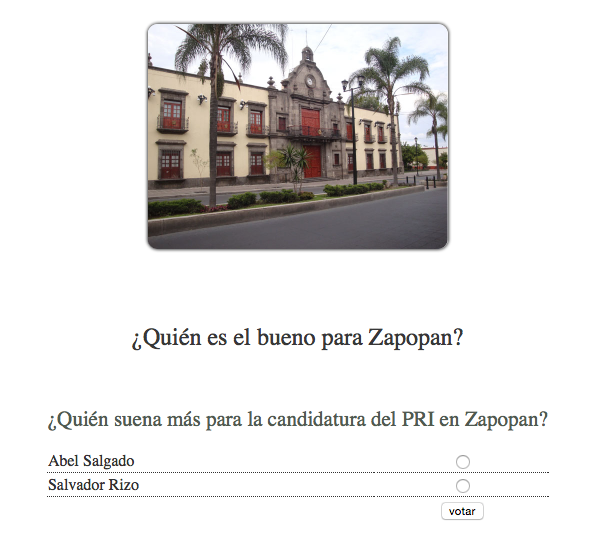 ¿Quién es el bueno para Zapopan?
¿Quién suena más para la candidatura del PRI en Zapopan?
Abel Salgado
Salvador Rizo
votar